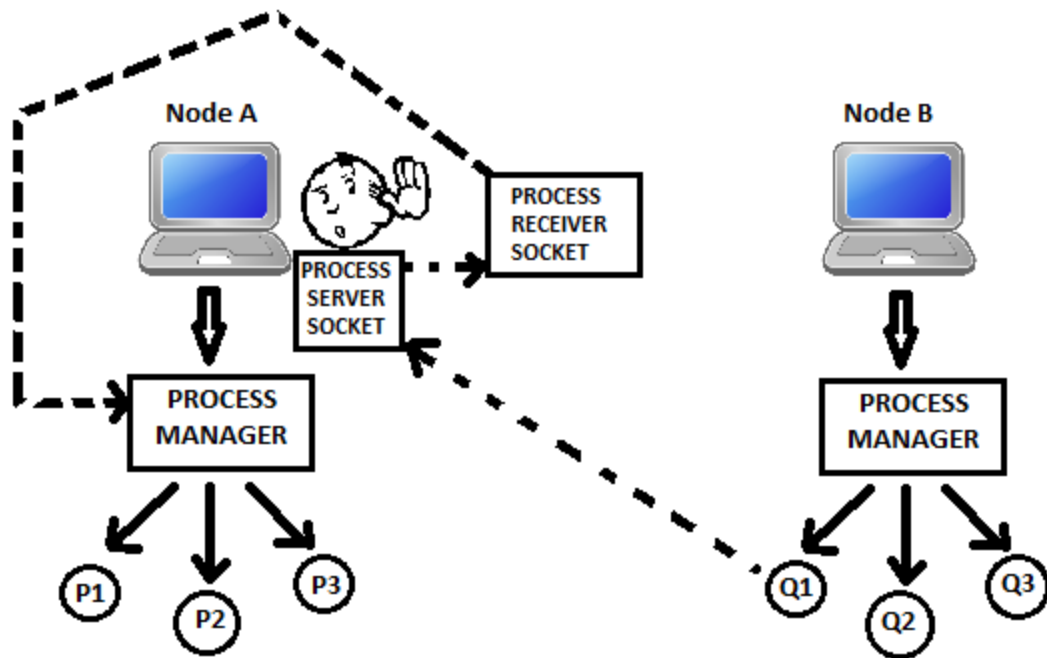 Node A
Node B
PROCESS
RECEIVER
SOCKET
PROCESS
SERVER
SOCKET
PROCESS
MANAGER
PROCESS
MANAGER
P1
P2
P3
Q1
Q2
Q3